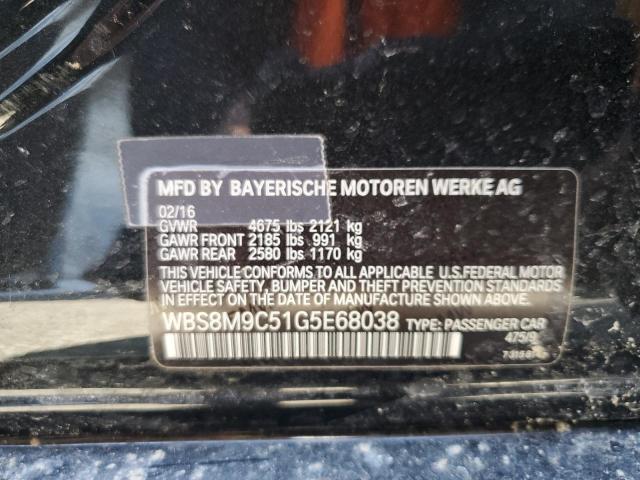 MFD BY BAYERISCHE MOTOREN WERKE AG
02/16
GVWR 4675 lbs 2121 kg
GAWR FRONT 2185 lbs 991 kg
GAWR REAR 2580 lbs 1170 kg
THIS VEHICLE CONFORMS TO ALL APPLICABLE U.S. FEDERAL MOTOR
VEHICLE SAFETY, BUMPER AND THEFT PREVENTION STANDARDS
IN EFFECT ON THE DATE OF MANUFACTURE SHOWN ABOVE.
WBS8M9C51G5E68038 TYPE: PASSENGER CAR
475/9